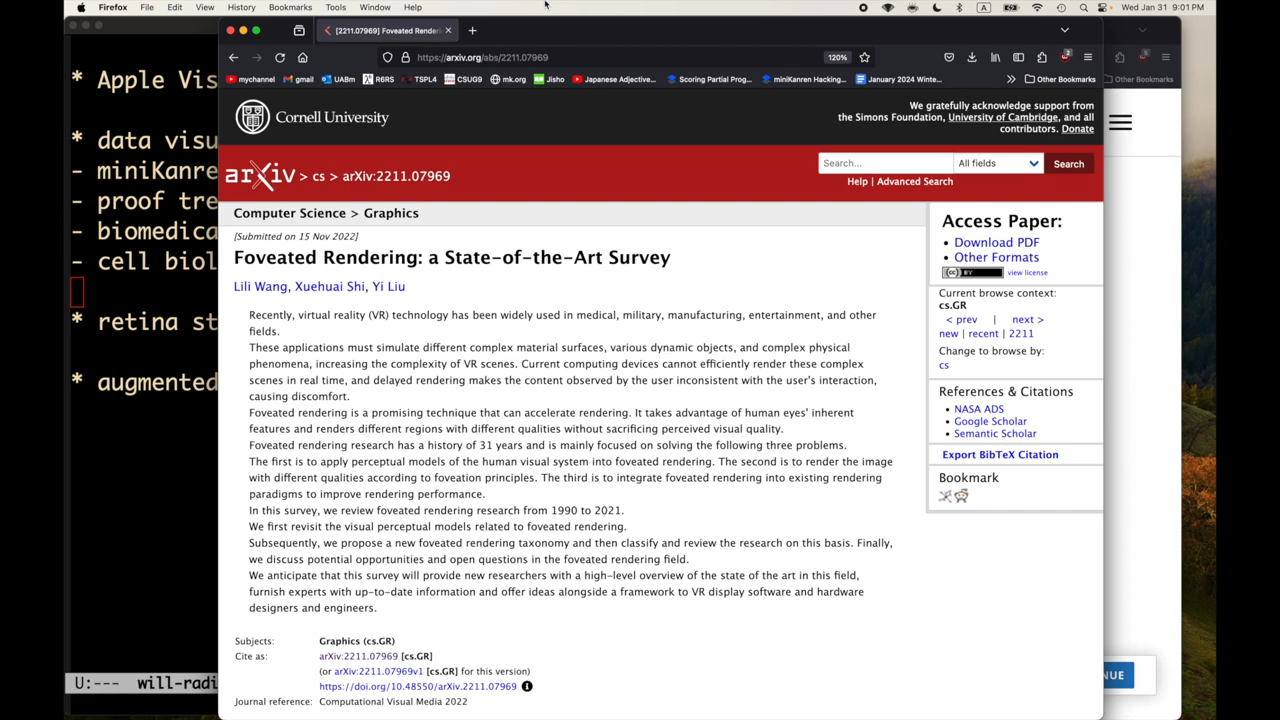 Firefox File Edit View History Bookmarks Tools Window Help A Wed Jan 31 9:01 PM
[2211.07969] Foveated Renderi
https://arxiv.org/abs/2211.07969 120%
mychannel gmail UABm R6RS TSPL4 CSUG9 mk.org Jisho Japanese Adjective... Scoring Partial Prog... miniKanren Hacking... January 2024 Winte... Other Bookmarks
Other Bookmarks
* Apple Vis
* data visu
- miniKanre
- proof tre
- biomedica
- cell biol
* retina st
* augmented
U:--- will-radi
Cornell University
We gratefully acknowledge support from
the Simons Foundation, University of Cambridge, and all
contributors. Donate
arXiv > cs > arXiv:2211.07969
Search... All fields Search
Help | Advanced Search
Computer Science > Graphics
[Submitted on 15 Nov 2022]
Foveated Rendering: a State-of-the-Art Survey
Lili Wang, Xuehuai Shi, Yi Liu
Recently, virtual reality (VR) technology has been widely used in medical, military, manufacturing, entertainment, and other
fields.
These applications must simulate different complex material surfaces, various dynamic objects, and complex physical
phenomena, increasing the complexity of VR scenes. Current computing devices cannot efficiently render these complex
scenes in real time, and delayed rendering makes the content observed by the user inconsistent with the user's interaction,
causing discomfort.
Foveated rendering is a promising technique that can accelerate rendering. It takes advantage of human eyes' inherent
features and renders different regions with different qualities without sacrificing perceived visual quality.
Foveated rendering research has a history of 31 years and is mainly focused on solving the following three problems.
The first is to apply perceptual models of the human visual system into foveated rendering. The second is to render the image
with different qualities according to foveation principles. The third is to integrate foveated rendering into existing rendering
paradigms to improve rendering performance.
In this survey, we review foveated rendering research from 1990 to 2021.
We first revisit the visual perceptual models related to foveated rendering.
Subsequently, we propose a new foveated rendering taxonomy and then classify and review the research on this basis. Finally,
we discuss potential opportunities and open questions in the foveated rendering field.
We anticipate that this survey will provide new researchers with a high-level overview of the state of the art in this field,
furnish experts with up-to-date information and offer ideas alongside a framework to VR display software and hardware
designers and engineers.
Subjects: Graphics (cs.GR)
Cite as: arXiv:2211.07969 [cs.GR]
(or arXiv:2211.07969v1 [cs.GR] for this version)
https://doi.org/10.48550/arXiv.2211.07969
Journal reference: Computational Visual Media 2022
Access Paper:
• Download PDF
• Other Formats
CC BY view license
Current browse context:
cs.GR
< prev | next >
new | recent | 2211
Change to browse by:
cs
References & Citations
• NASA ADS
• Google Scholar
• Semantic Scholar
Export BibTeX Citation
Bookmark
NUE